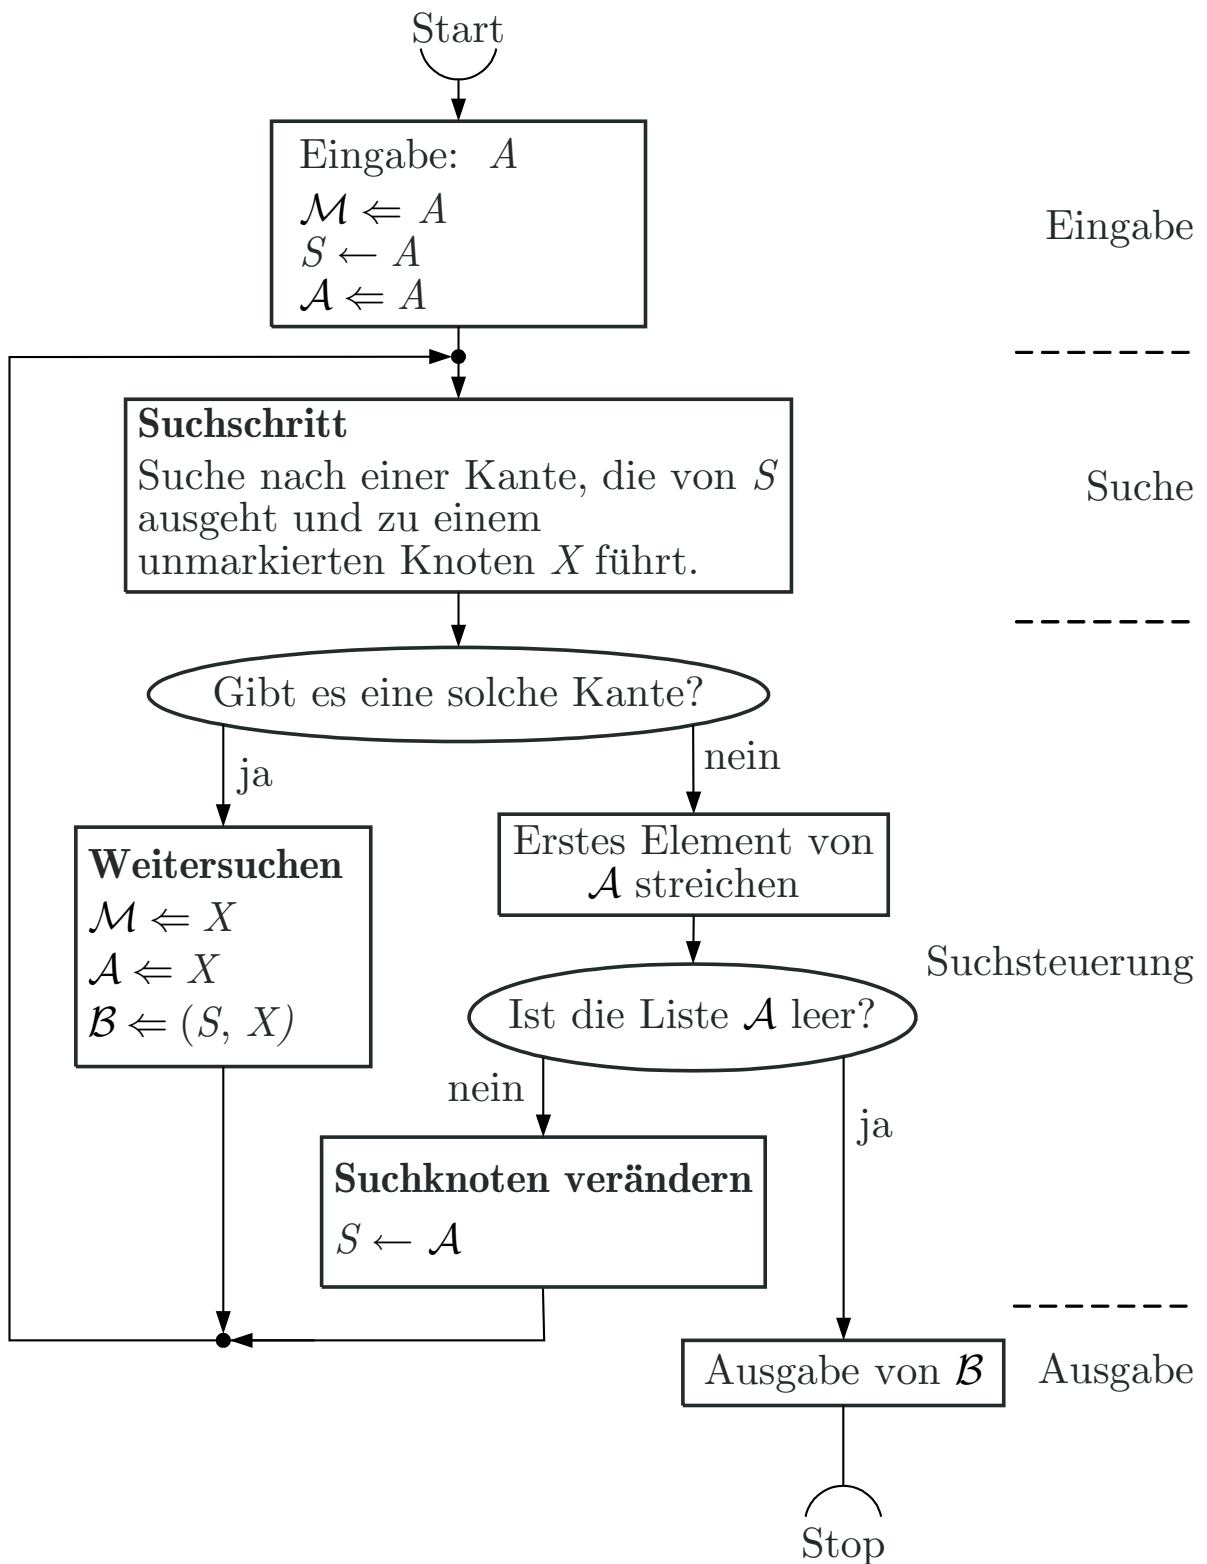 Start
Eingabe: A
ℳ ⇐ A
S ← A
𝒜 ⇐ A
Eingabe
Suchschritt
Suche nach einer Kante, die von S
ausgeht und zu einem
unmarkierten Knoten X führt.
Suche
Gibt es eine solche Kante?
ja
nein
Weitersuchen
ℳ ⇐ X
𝒜 ⇐ X
ℬ ⇐ (S, X)
Erstes Element von
𝒜 streichen
Suchsteuerung
Ist die Liste 𝒜 leer?
nein
ja
Suchknoten verändern
S ← 𝒜
Ausgabe von ℬ
Ausgabe
Stop